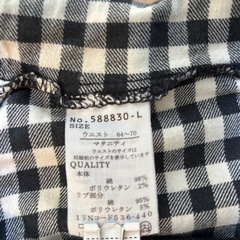 No.588830-L
SIZE
ウエスト 64〜70
マタニティ
ウエストのサイズは
妊娠前のサイズを表示しています
QUALITY
本体
綿 98%
ポリウレタン 2%
リブ部分
綿 95%
ポリウレタン 5%